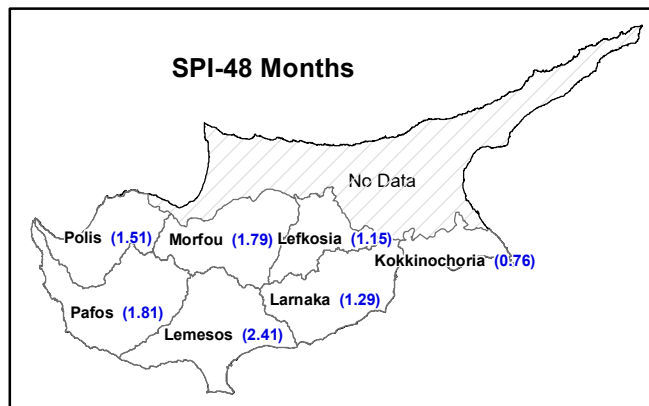 SPI-48 Months
No Data
Polis (1.51)
Morfou (1.79)
Lefkosia (1.15)
Kokkinochoria (0.76)
Larnaka (1.29)
Pafos (1.81)
Lemesos (2.41)